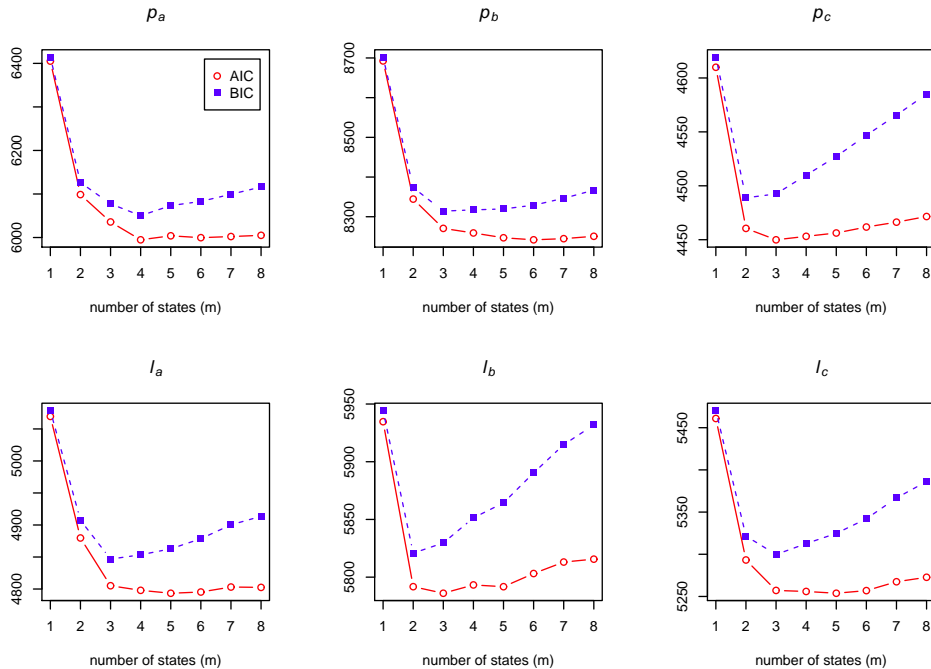 p_a
p_b
p_c
6400
6200
6000
AIC
BIC
1 2 3 4 5 6 7 8
number of states (m)
8700
8500
8300
1 2 3 4 5 6 7 8
number of states (m)
4600
4550
4500
4450
1 2 3 4 5 6 7 8
number of states (m)
l_a
l_b
l_c
5000
4900
4800
1 2 3 4 5 6 7 8
number of states (m)
5950
5900
5850
5800
1 2 3 4 5 6 7 8
number of states (m)
5450
5350
5250
1 2 3 4 5 6 7 8
number of states (m)